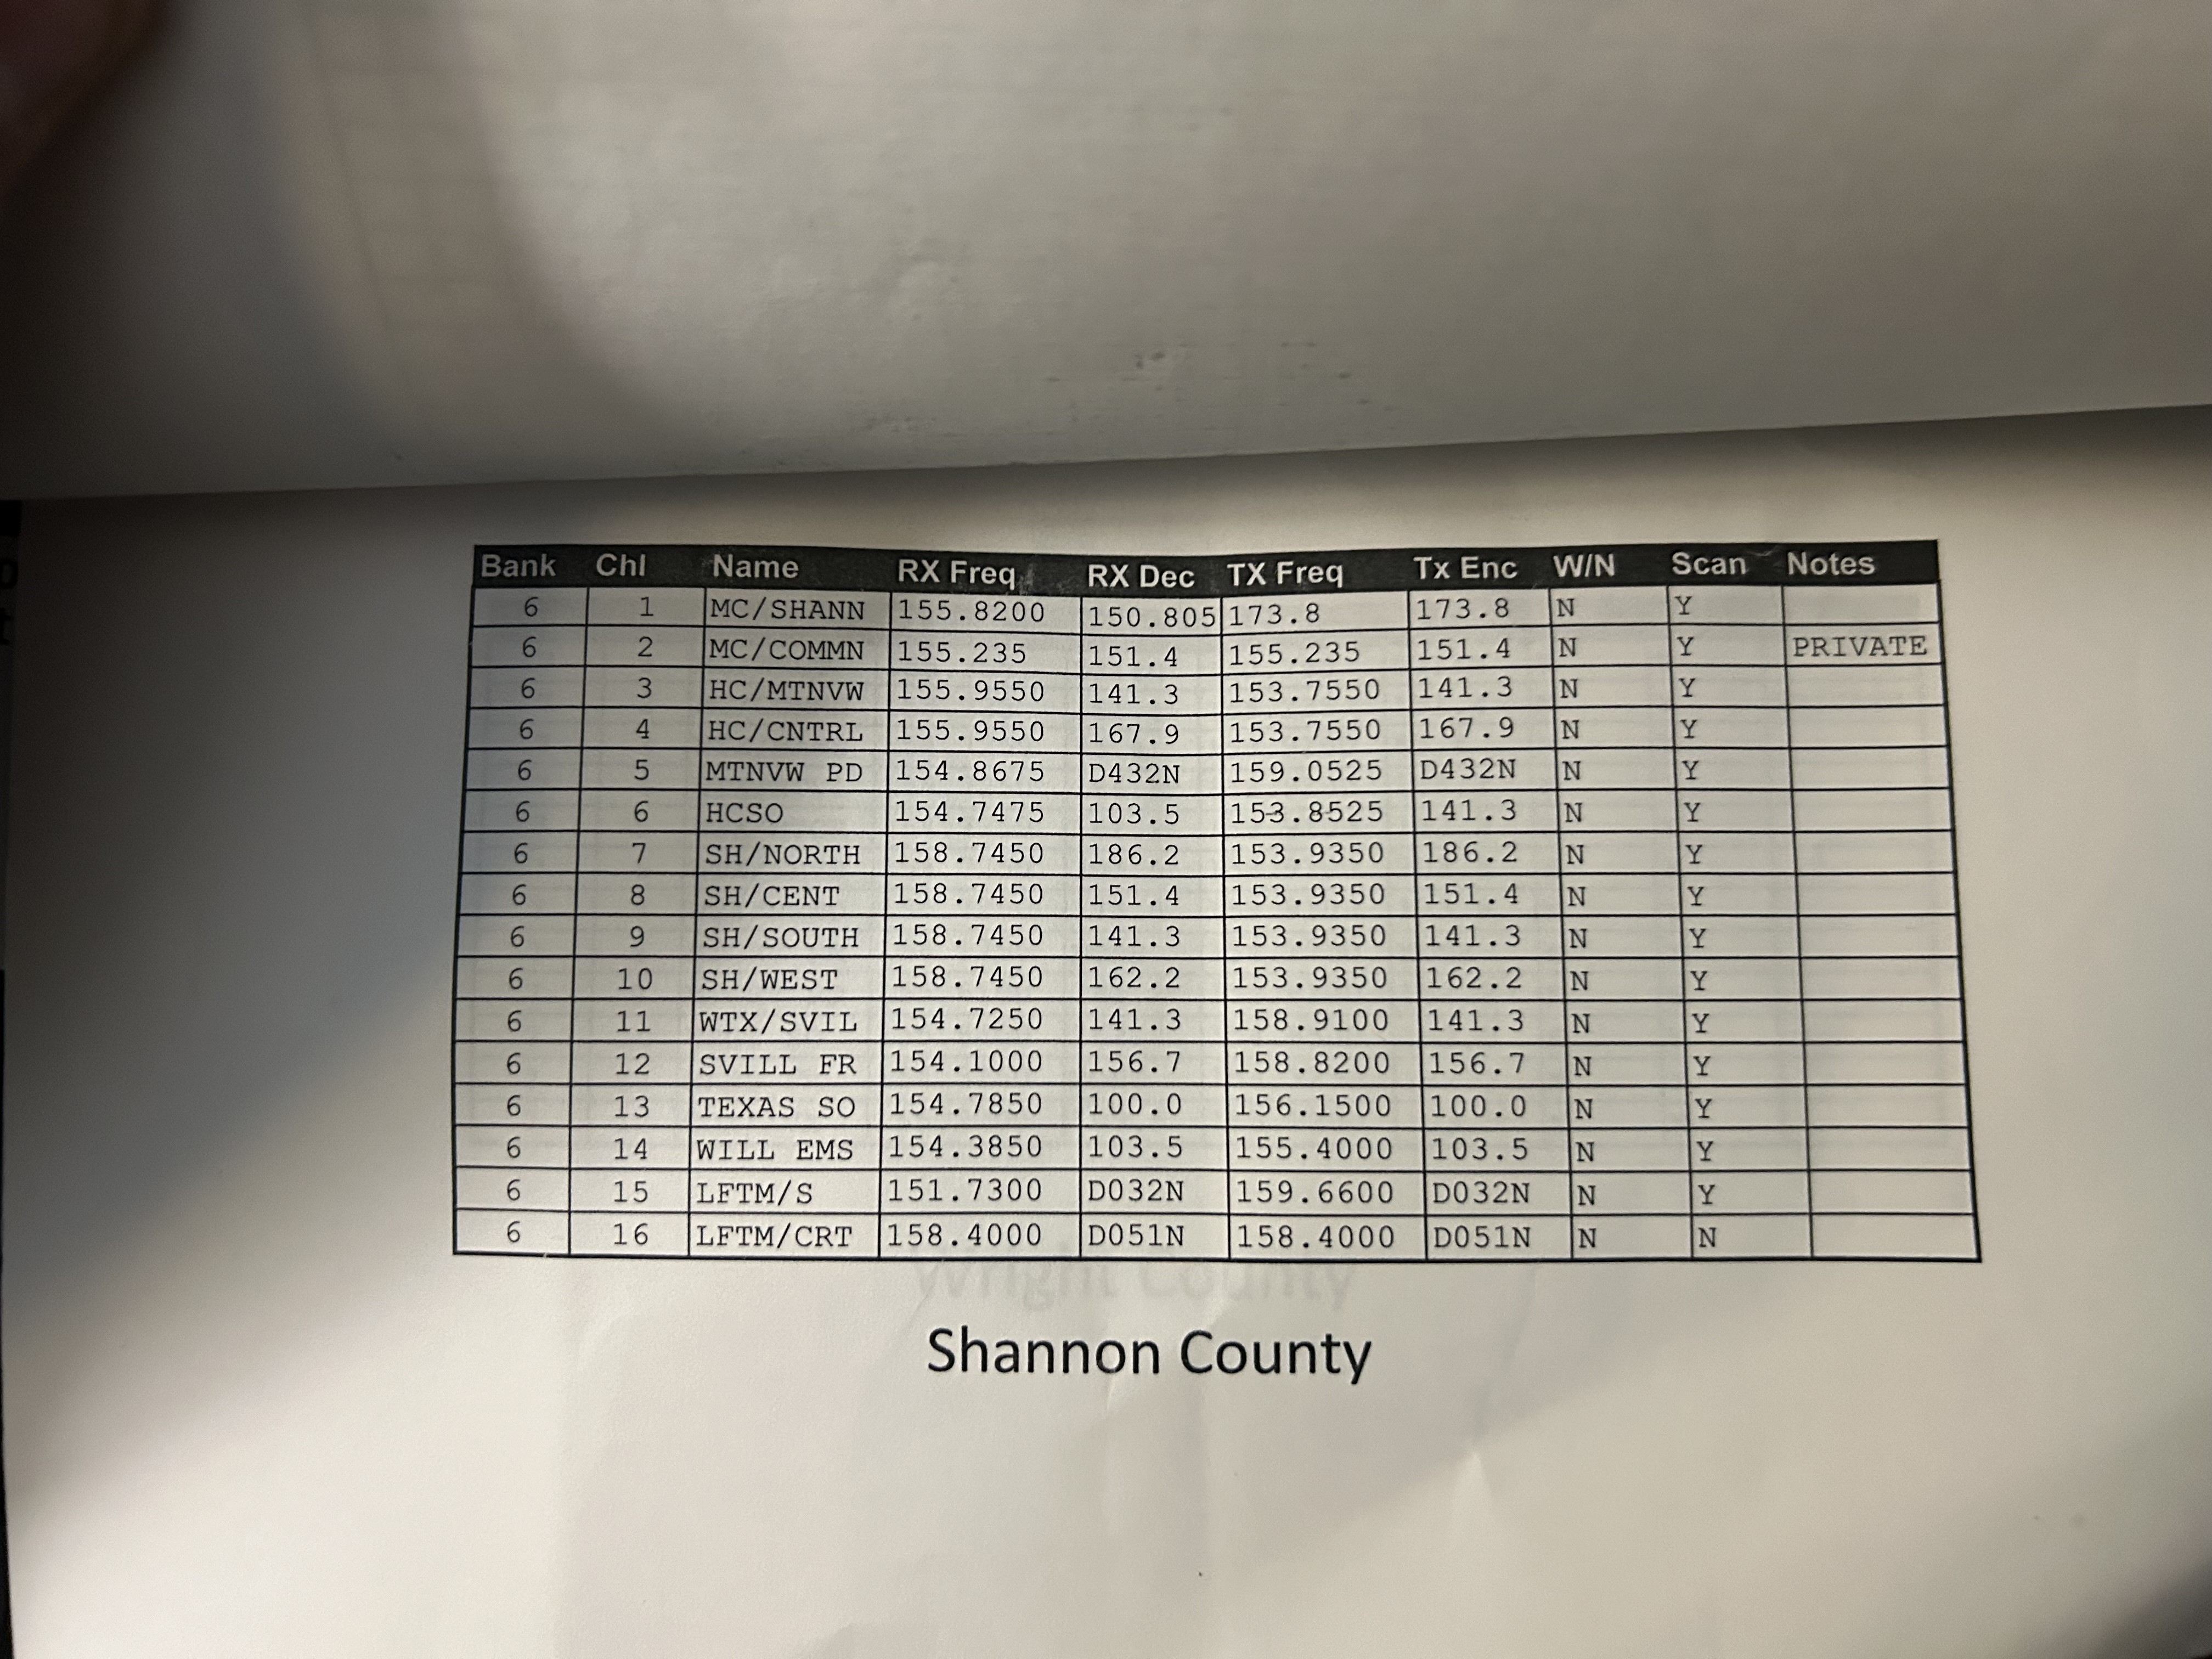 Bank Chl Name RX Freq RX Dec TX Freq Tx Enc W/N Scan Notes
6 1 MC/SHANN 155.8200 150.805 173.8 173.8 N Y
6 2 MC/COMMN 155.235 151.4 155.235 151.4 N Y PRIVATE
6 3 HC/MTNVW 155.9550 141.3 153.7550 141.3 N Y
6 4 HC/CNTRL 155.9550 167.9 153.7550 167.9 N Y
6 5 MTNVW PD 154.8675 D432N 159.0525 D432N N Y
6 6 HCSO 154.7475 103.5 153.8525 141.3 N Y
6 7 SH/NORTH 158.7450 186.2 153.9350 186.2 N Y
6 8 SH/CENT 158.7450 151.4 153.9350 151.4 N Y
6 9 SH/SOUTH 158.7450 141.3 153.9350 141.3 N Y
6 10 SH/WEST 158.7450 162.2 153.9350 162.2 N Y
6 11 WTX/SVIL 154.7250 141.3 158.9100 141.3 N Y
6 12 SVILL FR 154.1000 156.7 158.8200 156.7 N Y
6 13 TEXAS SO 154.7850 100.0 156.1500 100.0 N Y
6 14 WILL EMS 154.3850 103.5 155.4000 103.5 N Y
6 15 LFTM/S 151.7300 D032N 159.6600 D032N N Y
6 16 LFTM/CRT 158.4000 D051N 158.4000 D051N N N
Wright County
Shannon County